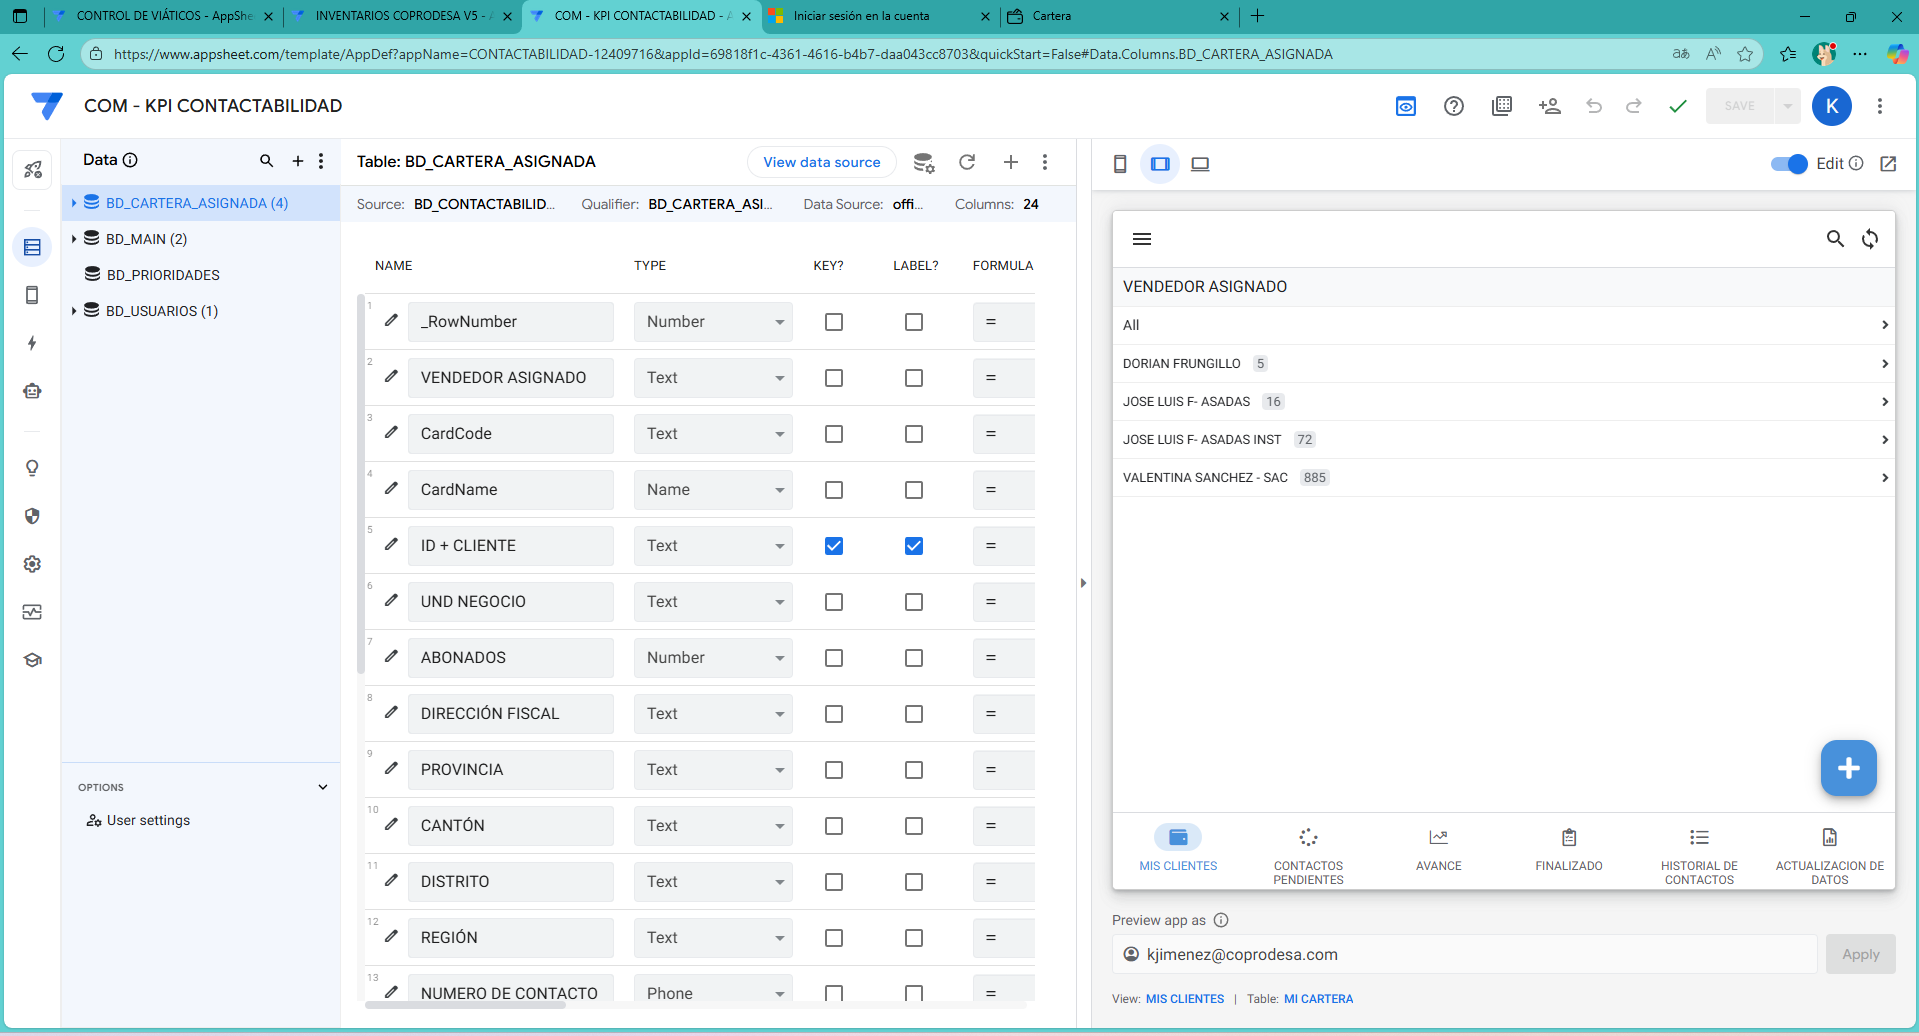 CONTROL DE VIÁTICOS - AppShe
INVENTARIOS COPRODESA V5 - A
COM - KPI CONTACTABILIDAD - A
Iniciar sesión en la cuenta
Cartera
https://www.appsheet.com/template/AppDef?appName=CONTACTABILIDAD-12409716&appId=69818f1c-4361-4616-b4b7-daa043cc8703&quickStart=False#Data.Columns.BD_CARTERA_ASIGNADA
COM - KPI CONTACTABILIDAD
SAVE
K
Data
BD_CARTERA_ASIGNADA (4)
BD_MAIN (2)
BD_PRIORIDADES
BD_USUARIOS (1)
OPTIONS
User settings
Table: BD_CARTERA_ASIGNADA
View data source
Source: BD_CONTACTABILID... Qualifier: BD_CARTERA_ASI... Data Source: offi... Columns: 24
NAME TYPE KEY? LABEL? FORMULA
1 _RowNumber Number =
2 VENDEDOR ASIGNADO Text =
3 CardCode Text =
4 CardName Name =
5 ID + CLIENTE Text =
6 UND NEGOCIO Text =
7 ABONADOS Number =
8 DIRECCIÓN FISCAL Text =
9 PROVINCIA Text =
10 CANTÓN Text =
11 DISTRITO Text =
12 REGIÓN Text =
13 NUMERO DE CONTACTO Phone =
Edit
VENDEDOR ASIGNADO
All
DORIAN FRUNGILLO 5
JOSE LUIS F- ASADAS 16
JOSE LUIS F- ASADAS INST 72
VALENTINA SANCHEZ - SAC 885
MIS CLIENTES
CONTACTOS PENDIENTES
AVANCE
FINALIZADO
HISTORIAL DE CONTACTOS
ACTUALIZACION DE DATOS
Preview app as
kjimenez@coprodesa.com
Apply
View: MIS CLIENTES | Table: MI CARTERA